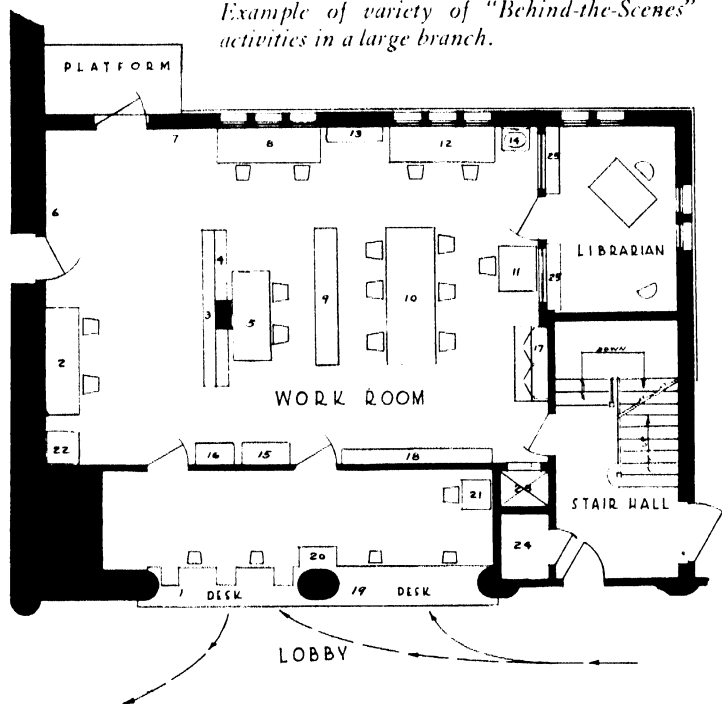 Example of variety of "Behind-the-Scenes"
activities in a large branch.
PLATFORM
7
8
13
12
14
25
6
LIBRARIAN
4
11
3
5
9
10
25
2
17
DOWN
WORK ROOM
22
16
15
18
21
STAIR HALL
20
24
1
DESK
19
DESK
LOBBY